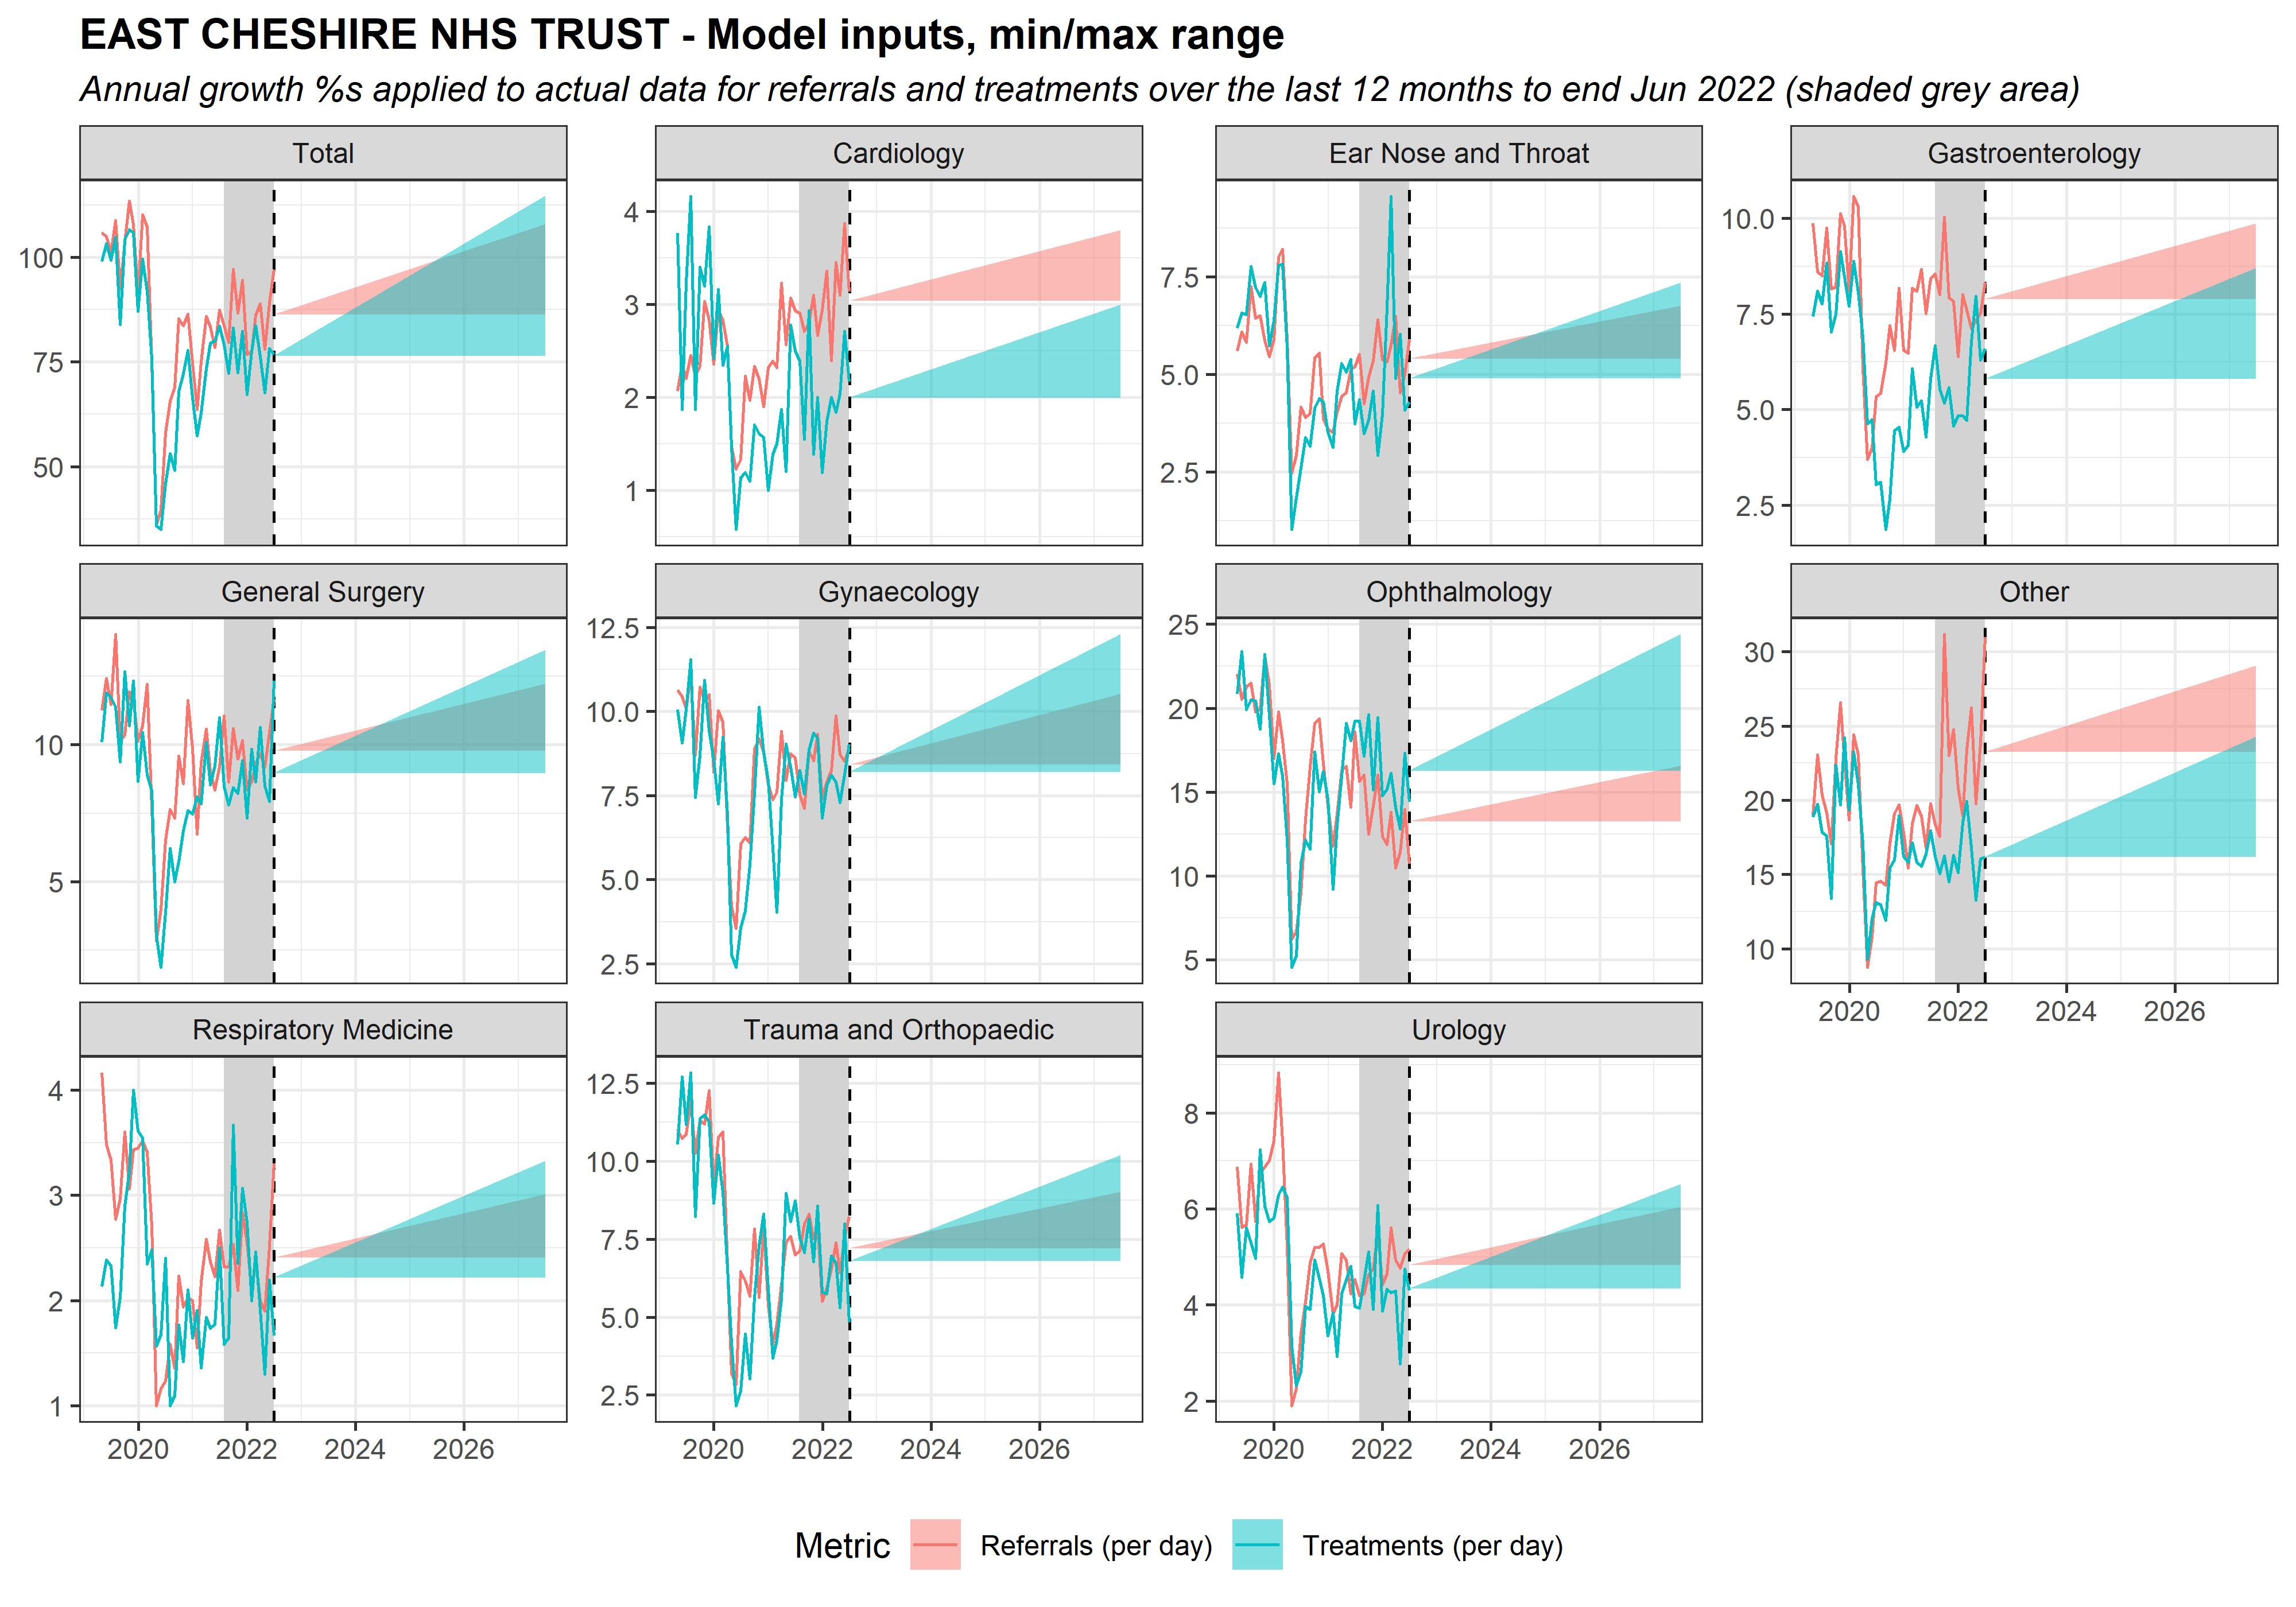 EAST CHESHIRE NHS TRUST - Model inputs, min/max range
Annual growth %s applied to actual data for referrals and treatments over the last 12 months to end Jun 2022 (shaded grey area)
Total
Cardiology
Ear Nose and Throat
Gastroenterology
100
75
50
4
3
2
1
7.5
5.0
2.5
10.0
7.5
5.0
2.5
General Surgery
Gynaecology
Ophthalmology
Other
10
5
12.5
10.0
7.5
5.0
2.5
25
20
15
10
5
30
25
20
15
10
2020 2022 2024 2026
Respiratory Medicine
Trauma and Orthopaedic
Urology
4
3
2
1
12.5
10.0
7.5
5.0
2.5
8
6
4
2
2020 2022 2024 2026
2020 2022 2024 2026
2020 2022 2024 2026
Metric Referrals (per day) Treatments (per day)